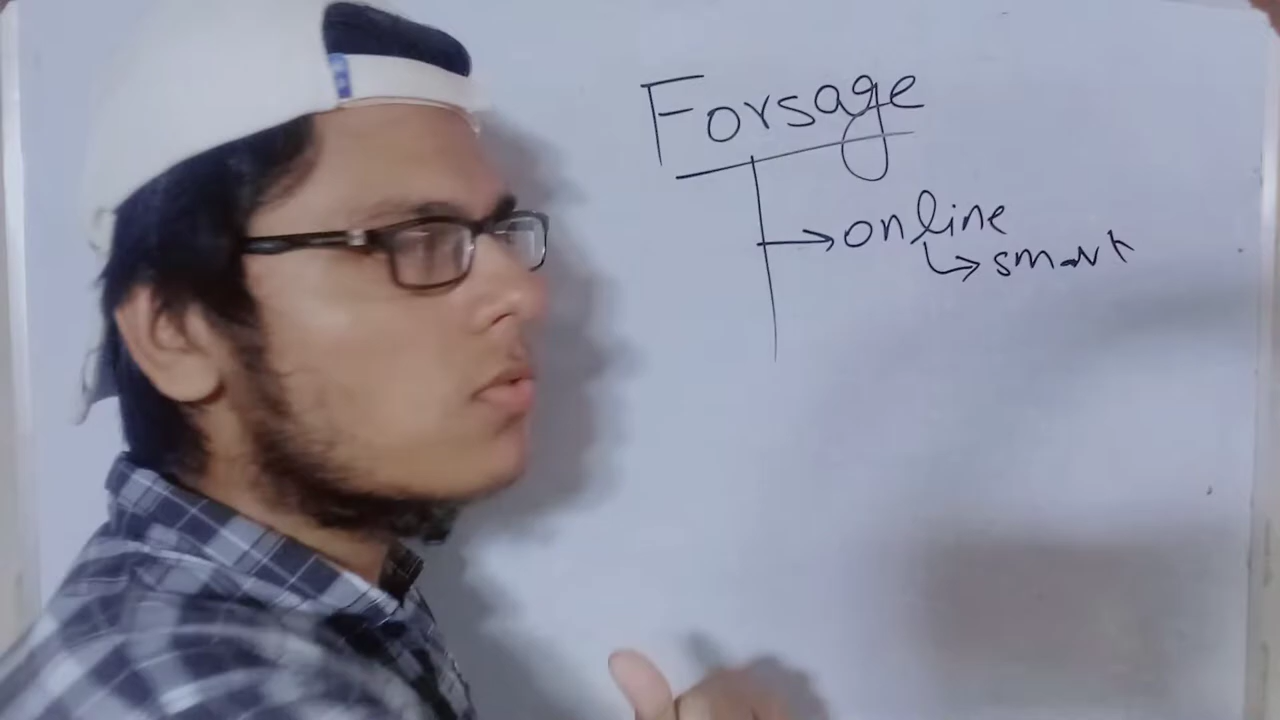 Forsage
→ online
↳ smart